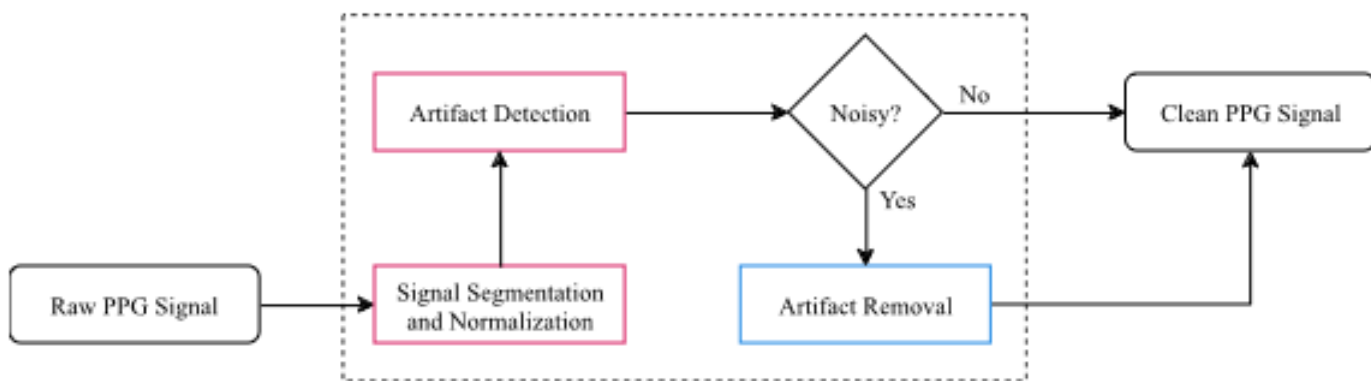 Artifact Detection
Noisy?
No
Clean PPG Signal
Yes
Raw PPG Signal
Signal Segmentation
and Normalization
Artifact Removal